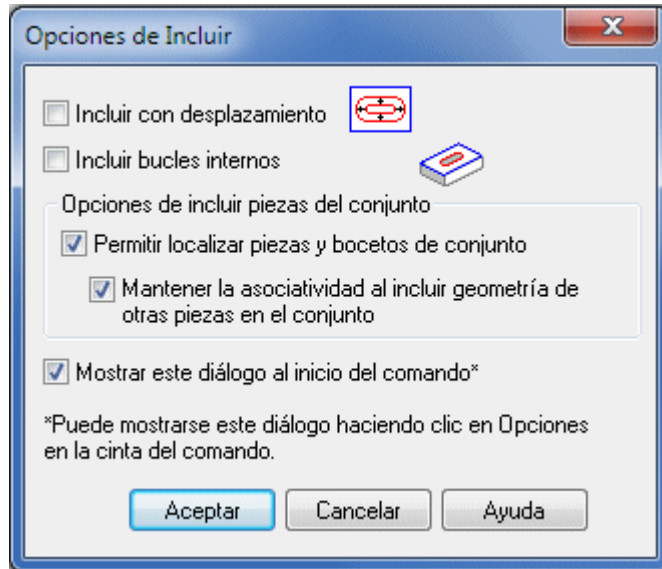 Opciones de Incluir
Incluir con desplazamiento
Incluir bucles internos
Opciones de incluir piezas del conjunto
Permitir localizar piezas y bocetos de conjunto
Mantener la asociatividad al incluir geometría de
otras piezas en el conjunto
Mostrar este diálogo al inicio del comando*
*Puede mostrarse este diálogo haciendo clic en Opciones
en la cinta del comando.
Aceptar Cancelar Ayuda